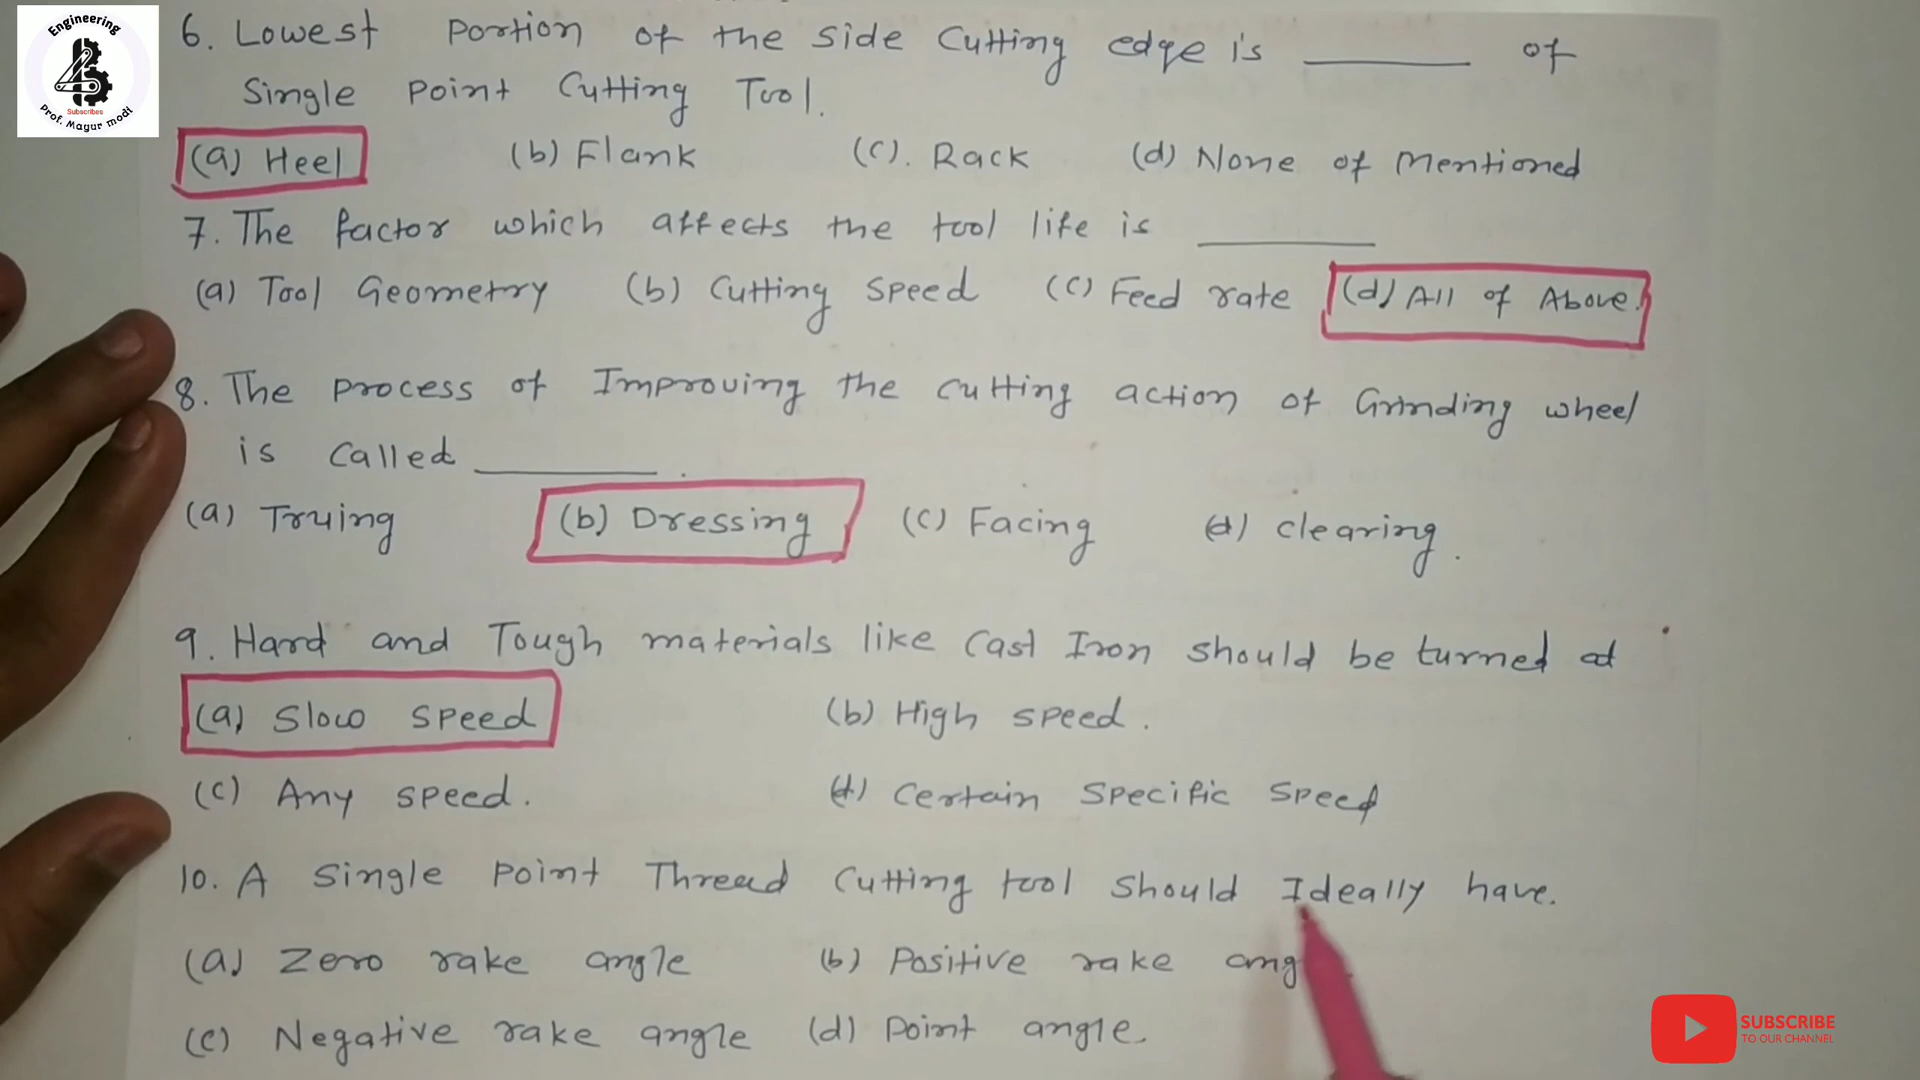 Engineering
Subscribes
Prof. Mayur modi
6. Lowest portion of the side cutting edge is ________ of
Single Point Cutting Tool.
(a) Heel (b) Flank (c). Rack (d) None of mentioned
7. The factor which affects the tool life is ________
(a) Tool Geometry (b) Cutting speed (c) Feed rate (d) All of Above.
8. The process of Improving the cutting action of Grinding wheel
is called ________.
(a) Truing (b) Dressing (c) Facing (d) clearing.
9. Hard and Tough materials like Cast Iron should be turned at
(a) Slow speed (b) High speed.
(c) Any speed. (d) Certain Specific Speed
10. A Single Point Thread Cutting tool should Ideally have.
(a) Zero rake angle (b) Positive rake
(c) Negative rake angle (d) Point angle.
SUBSCRIBE
TO OUR CHANNEL